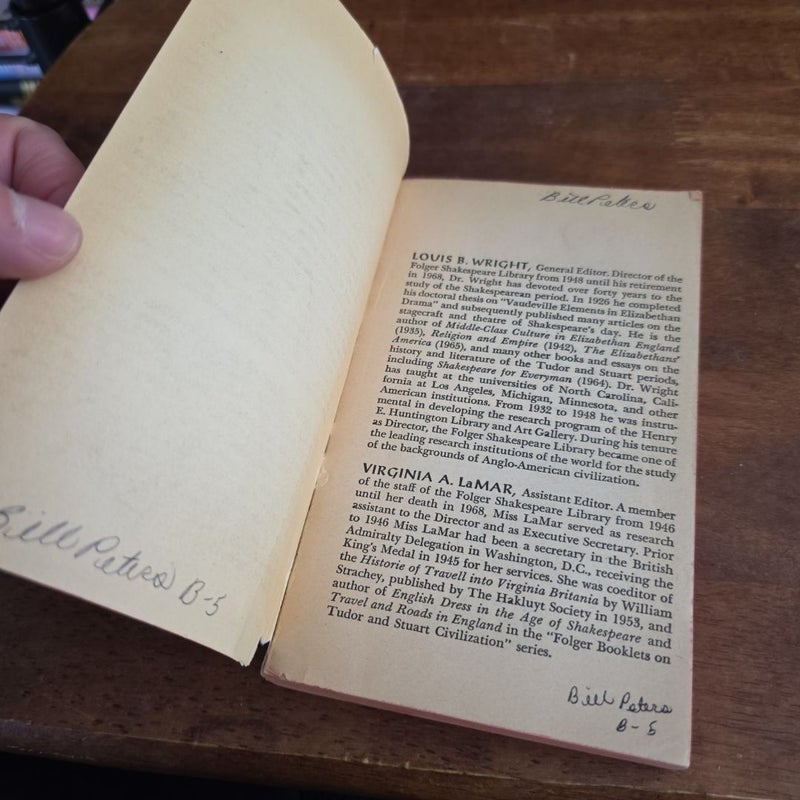 Bill Peters B-5
Bill Peters
LOUIS B. WRIGHT, General Editor. Director of the
Folger Shakespeare Library from 1948 until his retirement
in 1968, Dr. Wright has devoted over forty years to the
study of the Shakespearean period. In 1926 he completed
his doctoral thesis on "Vaudeville Elements in Elizabethan
Drama" and subsequently published many articles on the
stagecraft and theatre of Shakespeare's day. He is the
author of Middle-Class Culture in Elizabethan England
(1935), Religion and Empire (1942), The Elizabethans'
America (1965), and many other books and essays on the
history and literature of the Tudor and Stuart periods,
including Shakespeare for Everyman (1964). Dr. Wright
has taught at the universities of North Carolina, Cali-
fornia at Los Angeles, Michigan, Minnesota, and other
American institutions. From 1932 to 1948 he was instru-
mental in developing the research program of the Henry
E. Huntington Library and Art Gallery. During his tenure
as Director, the Folger Shakespeare Library became one of
the leading research institutions of the world for the study
of the backgrounds of Anglo-American civilization.
VIRGINIA A. LaMAR, Assistant Editor. A member
of the staff of the Folger Shakespeare Library from 1946
until her death in 1968, Miss LaMar served as research
assistant to the Director and as Executive Secretary. Prior
to 1946 Miss LaMar had been a secretary in the British
Admiralty Delegation in Washington, D.C., receiving the
King's Medal in 1945 for her services. She was coeditor of
the Historie of Travell into Virginia Britania by William
Strachey, published by The Hakluyt Society in 1953, and
author of English Dress in the Age of Shakespeare and
Travel and Roads in England in the "Folger Booklets on
Tudor and Stuart Civilization" series.
Bill Peters
B-5